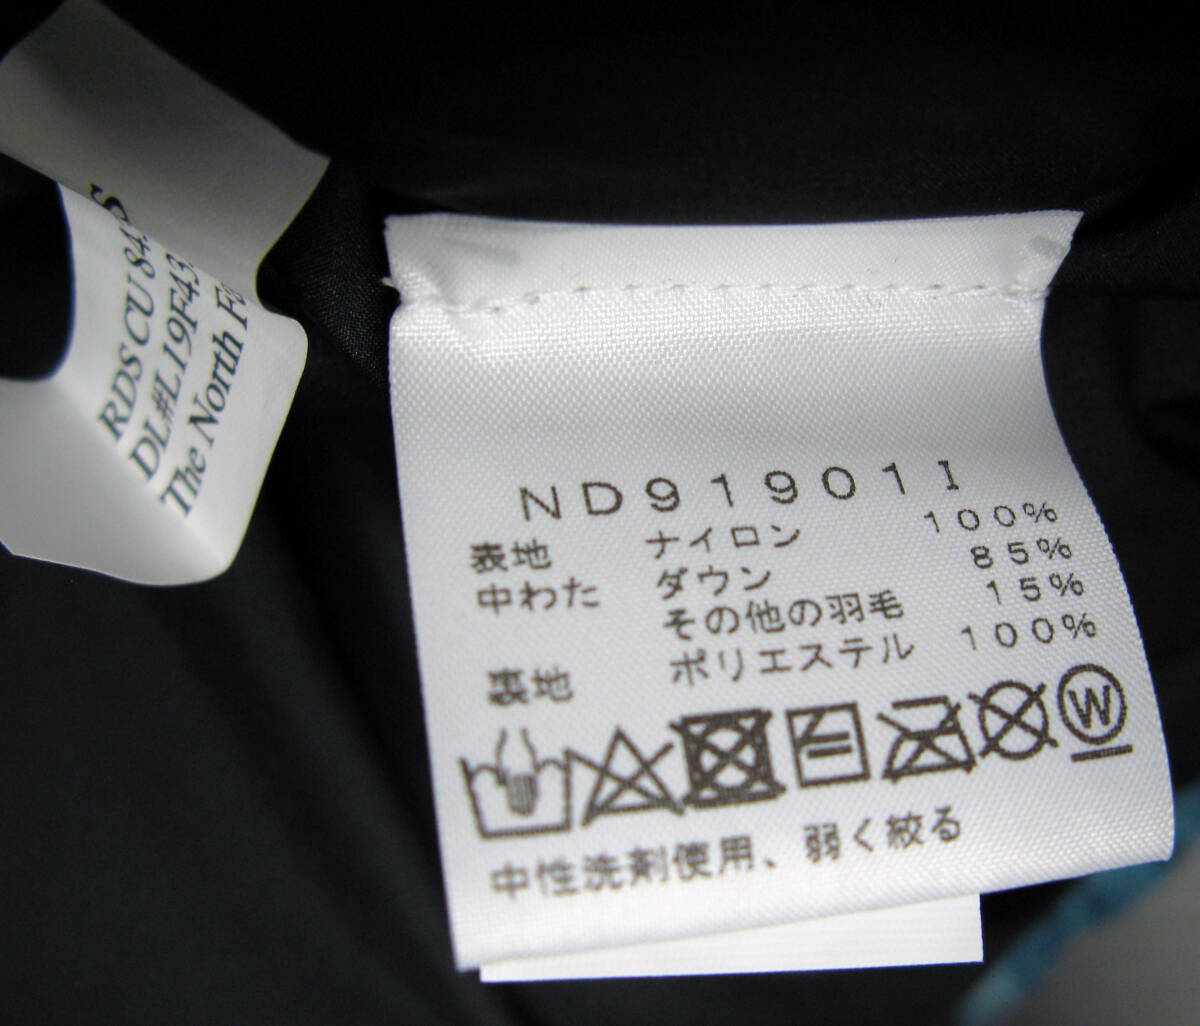 S
RDS CU 84
DL#L19F43
The North F
ND91901I
表地 ナイロン 100%
中わた ダウン 85%
その他の羽毛 15%
裏地 ポリエステル 100%
W
中性洗剤使用、弱く絞る